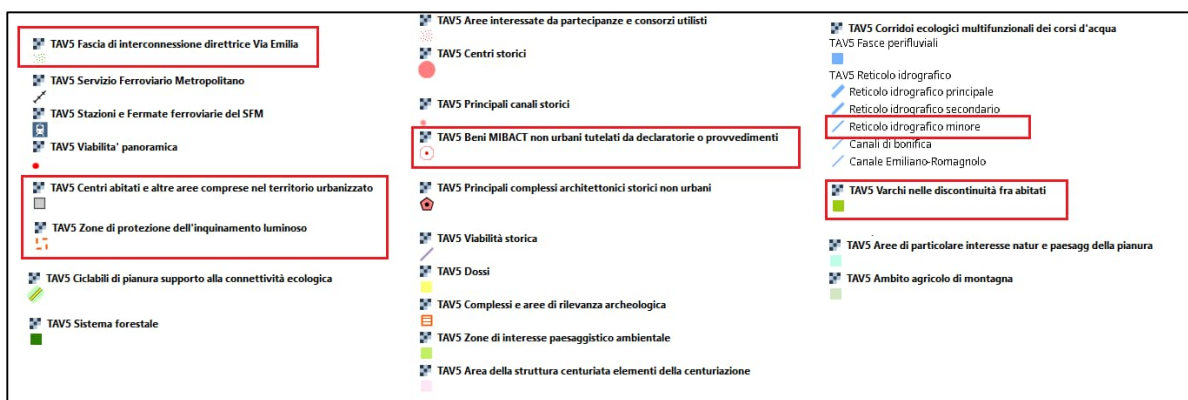 TAV5 Fascia di interconnessione direttrice Via Emilia
TAV5 Servizio Ferroviario Metropolitano
TAV5 Stazioni e Fermate ferroviarie del SFM
TAV5 Viabilita' panoramica
TAV5 Centri abitati e altre aree comprese nel territorio urbanizzato
TAV5 Zone di protezione dell'inquinamento luminoso
TAV5 Ciclabili di pianura supporto alla connettività ecologica
TAV5 Sistema forestale
TAV5 Aree interessate da partecipanze e consorzi utilisti
TAV5 Centri storici
TAV5 Principali canali storici
TAV5 Beni MIBACT non urbani tutelati da declaratorie o provvedimenti
TAV5 Principali complessi architettonici storici non urbani
TAV5 Viabilità storica
TAV5 Dossi
TAV5 Complessi e aree di rilevanza archeologica
TAV5 Zone di interesse paesaggistico ambientale
TAV5 Area della struttura centuriata elementi della centuriazione
TAV5 Corridoi ecologici multifunzionali dei corsi d'acqua
TAV5 Fasce perifluviali
TAV5 Reticolo idrografico
Reticolo idrografico principale
Reticolo idrografico secondario
Reticolo idrografico minore
Canali di bonifica
Canale Emiliano-Romagnolo
TAV5 Varchi nelle discontinuità fra abitati
TAV5 Aree di particolare interesse natur e paesagg della pianura
TAV5 Ambito agricolo di montagna